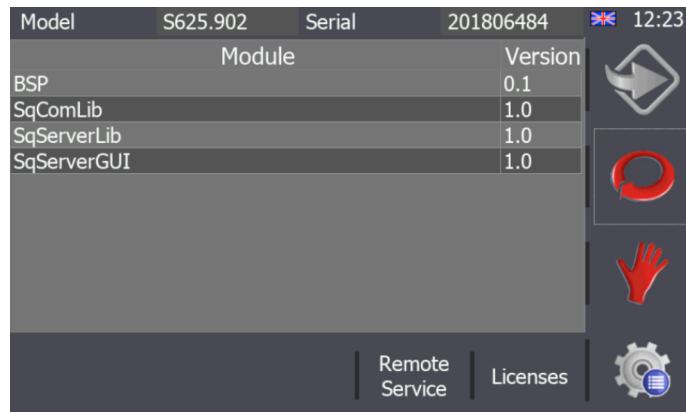 Model S625.902 Serial 201806484 12:23
Module Version
BSP 0.1
SqComLib 1.0
SqServerLib 1.0
SqServerGUI 1.0
Remote
Service
Licenses